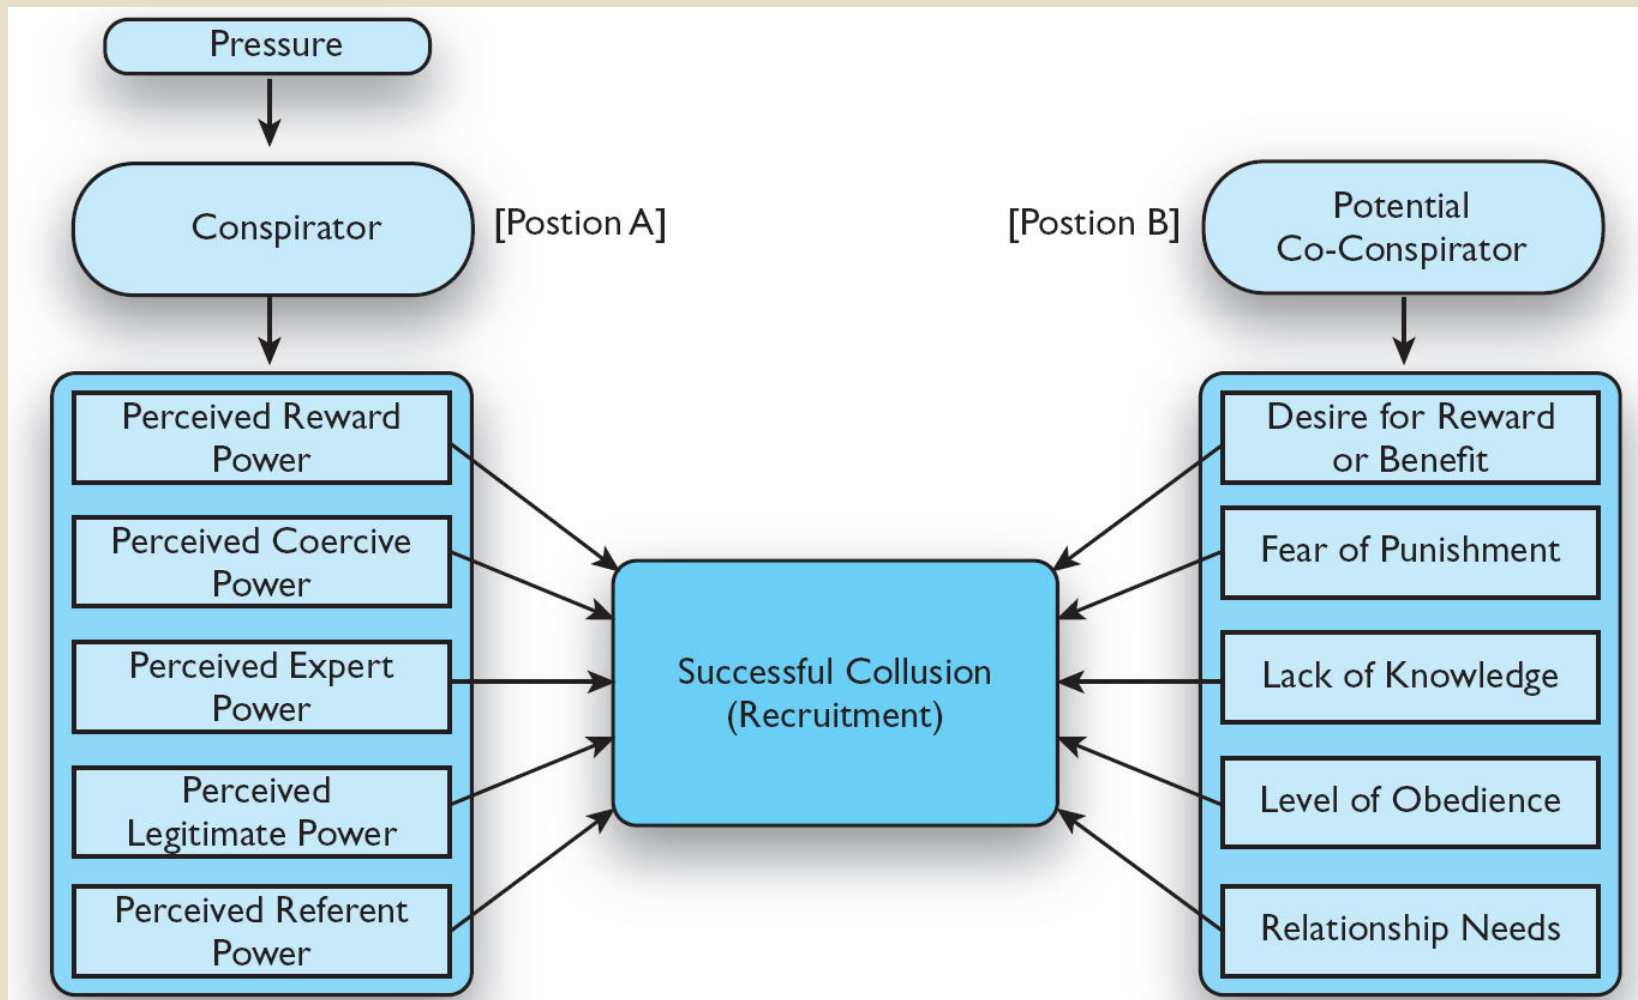 Pressure
Conspirator
[Postion A]
[Postion B]
Potential
Co-Conspirator
Perceived Reward
Power
Perceived Coercive
Power
Perceived Expert
Power
Perceived
Legitimate Power
Perceived Referent
Power
Successful Collusion
(Recruitment)
Desire for Reward
or Benefit
Fear of Punishment
Lack of Knowledge
Level of Obedience
Relationship Needs